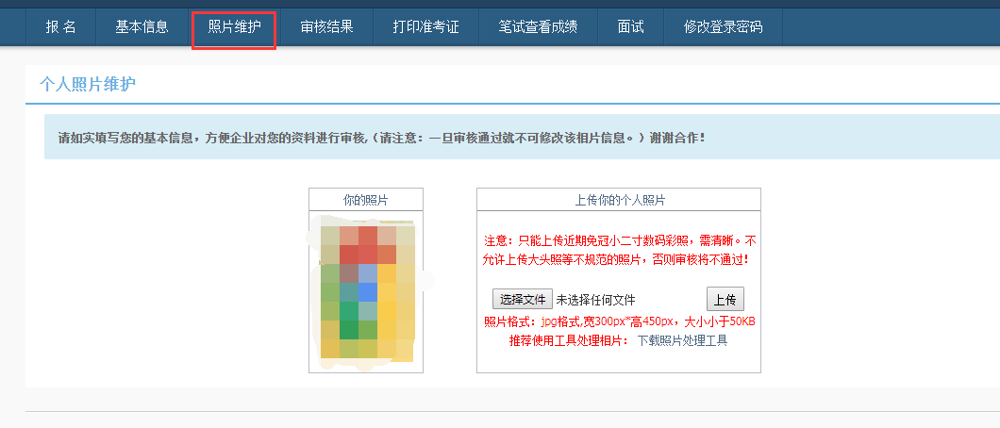 报 名 基本信息 照片维护 审核结果 打印准考证 笔试查看成绩 面试 修改登录密码
个人照片维护
请如实填写您的基本信息，方便企业对您的资料进行审核,（请注意：一旦审核通过就不可修改该相片信息。）谢谢合作！
你的照片
上传你的个人照片
注意：只能上传近期免冠小二寸数码彩照，需清晰。不
允许上传大头照等不规范的照片，否则审核将不通过！
选择文件 未选择任何文件 上传
照片格式：jpg格式,宽300px*高450px，大小小于50KB
推荐使用工具处理相片： 下载照片处理工具